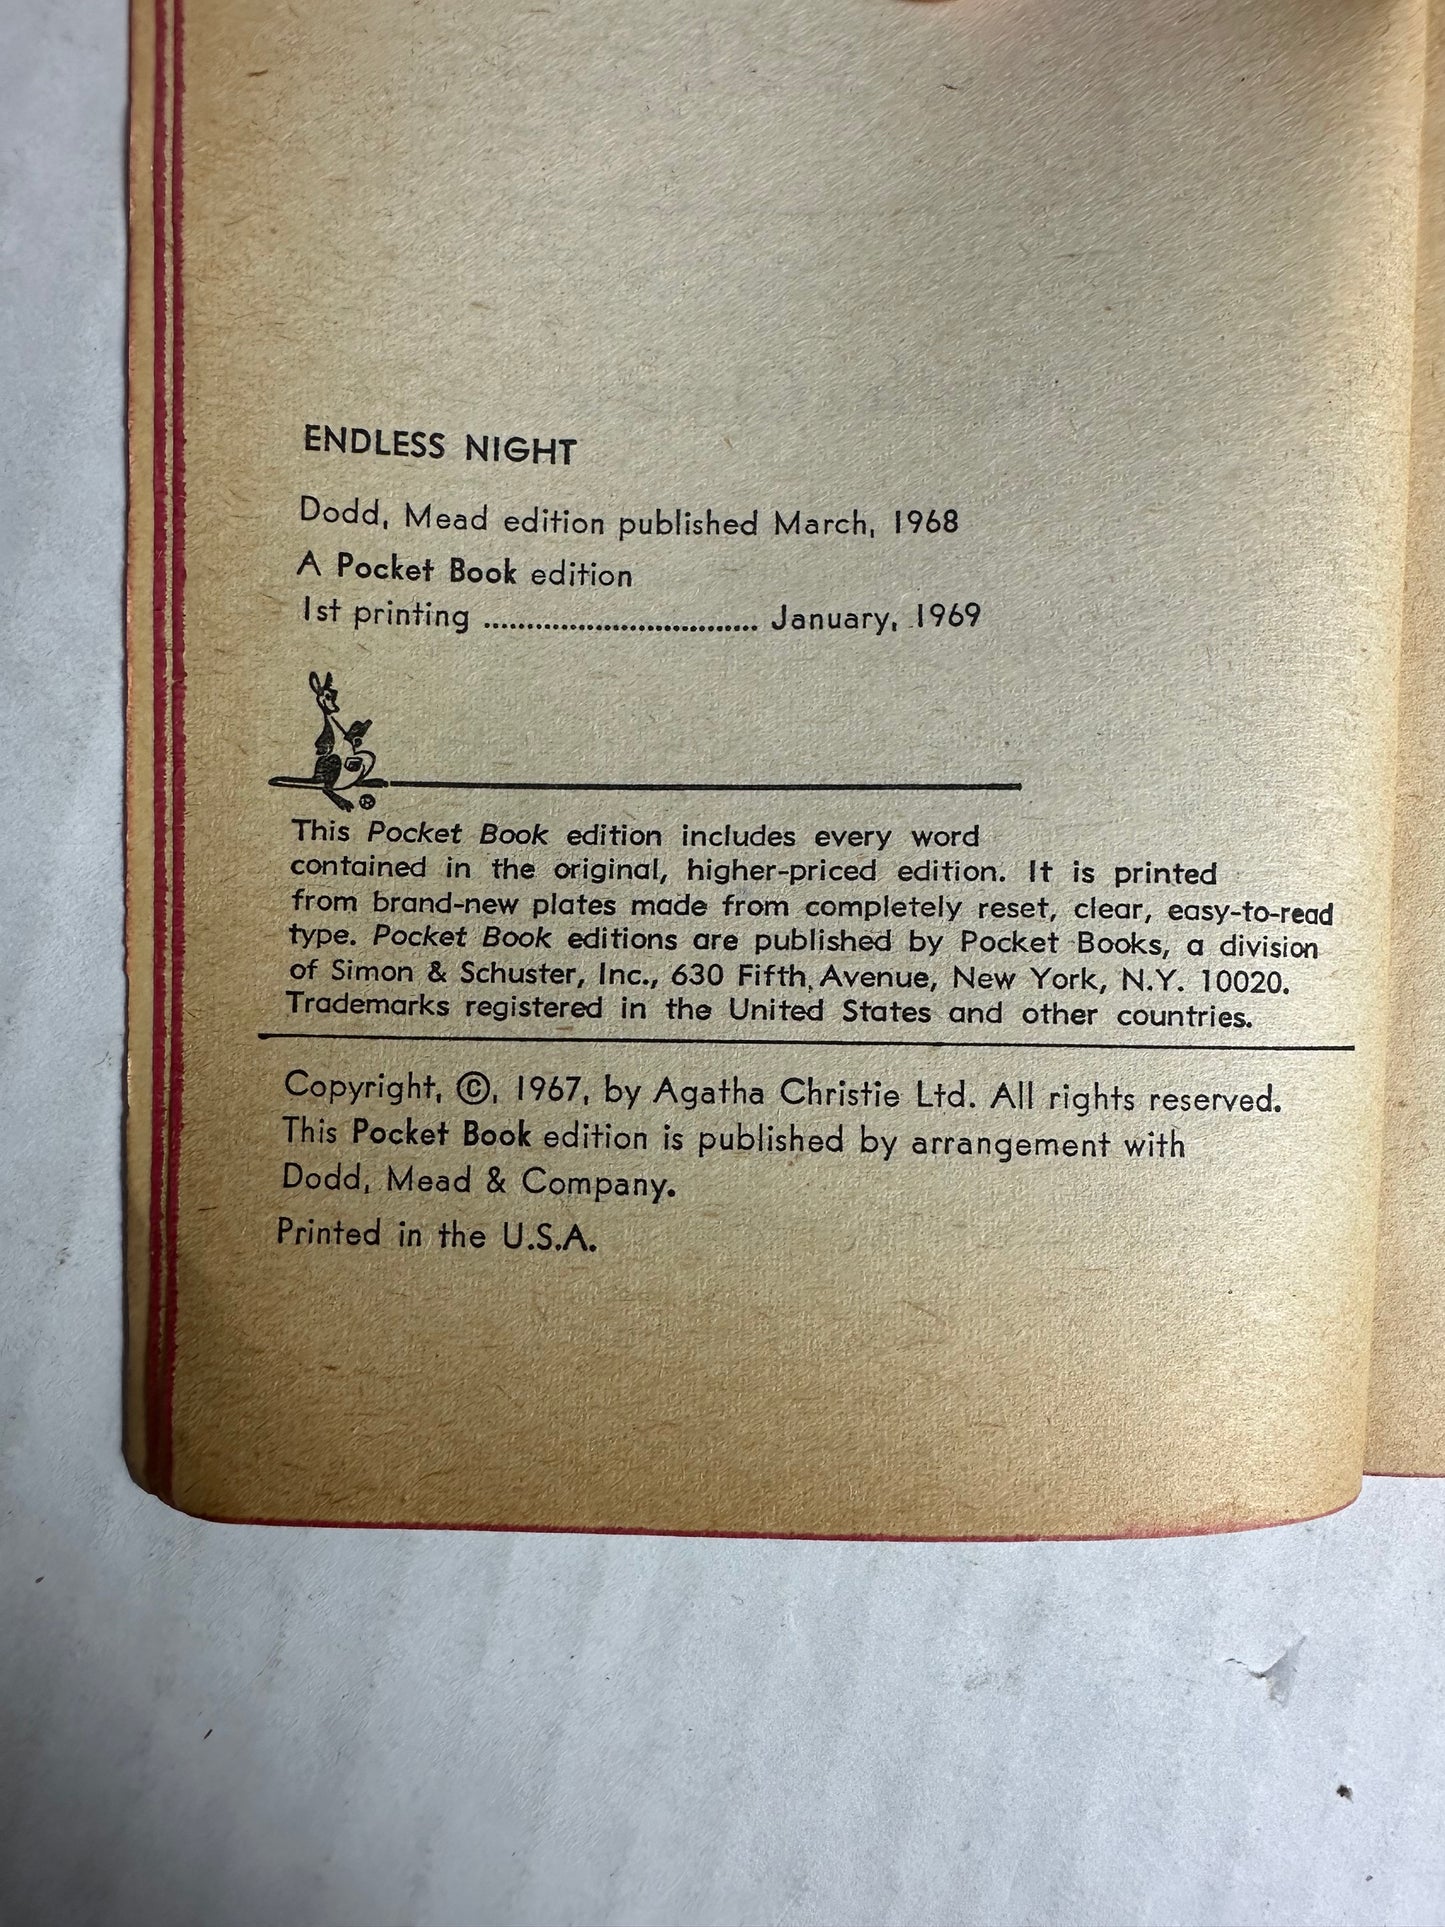 ENDLESS NIGHT
Dodd, Mead edition published March, 1968
A Pocket Book edition
1st printing ................................ January, 1969
®
This Pocket Book edition includes every word
contained in the original, higher-priced edition. It is printed
from brand-new plates made from completely reset, clear, easy-to-read
type. Pocket Book editions are published by Pocket Books, a division
of Simon & Schuster, Inc., 630 Fifth Avenue, New York, N.Y. 10020.
Trademarks registered in the United States and other countries.
Copyright, ©, 1967, by Agatha Christie Ltd. All rights reserved.
This Pocket Book edition is published by arrangement with
Dodd, Mead & Company.
Printed in the U.S.A.